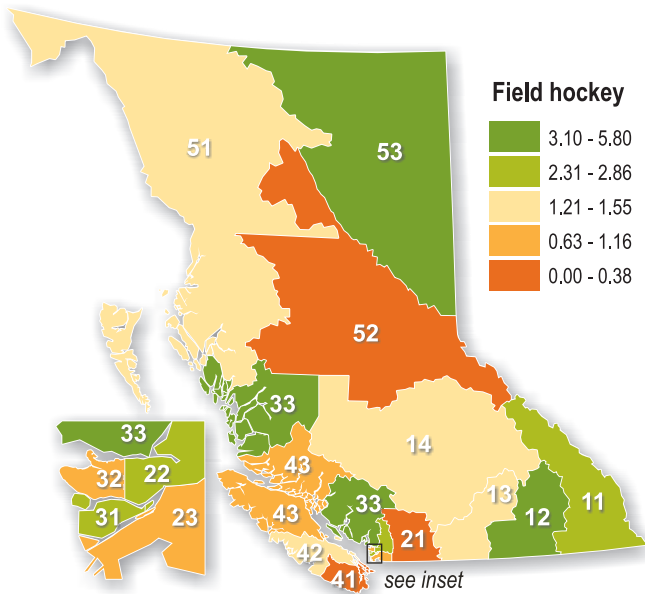 Field hockey
3.10 - 5.80
2.31 - 2.86
1.21 - 1.55
0.63 - 1.16
0.00 - 0.38
51
53
52
33
14
43
33
13
11
12
43
21
42
41
see inset
33
32
22
31
23